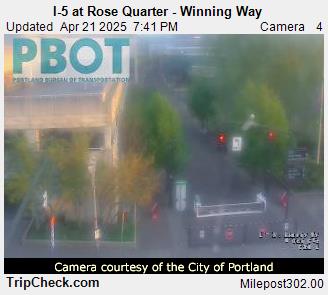 I-5 at Rose Quarter - Winning Way
Updated Apr 21 2025 7:41 PM Camera 4
PBOT
PORTLAND BUREAU OF TRANSPORTATION
Camera courtesy of the City of Portland
TripCheck.com Milepost302.00